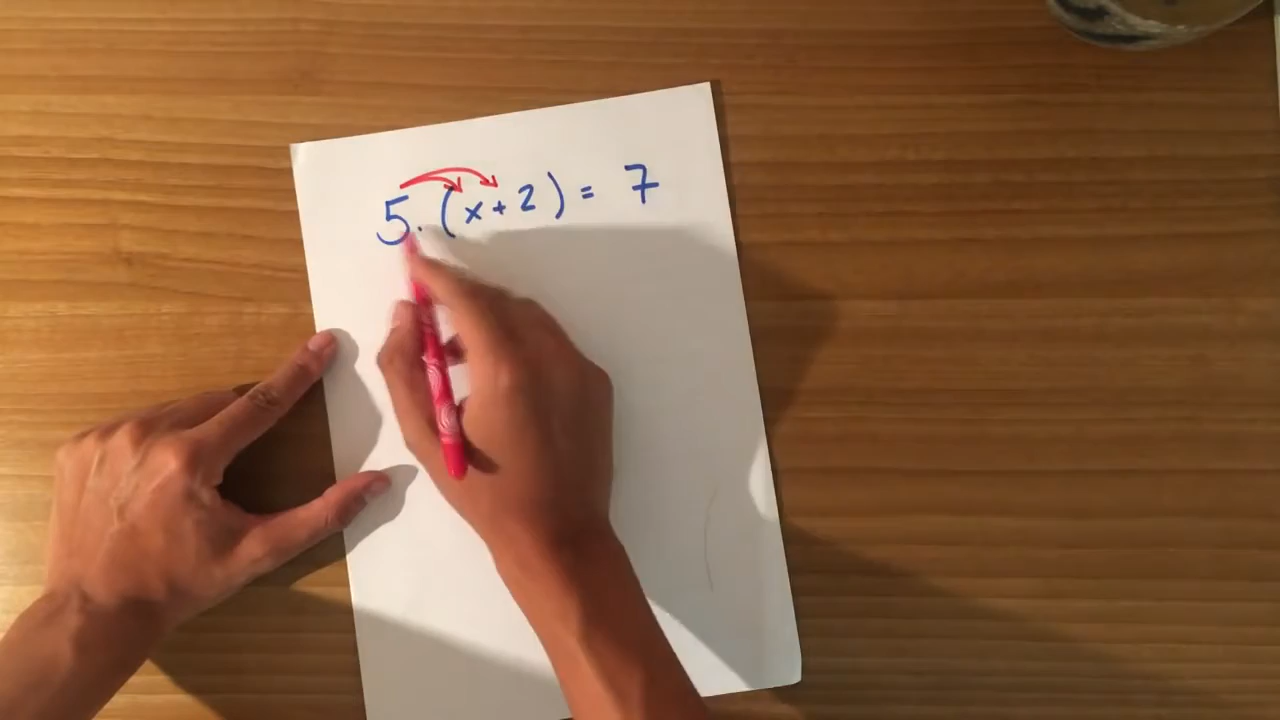 5. (x+2) = 7